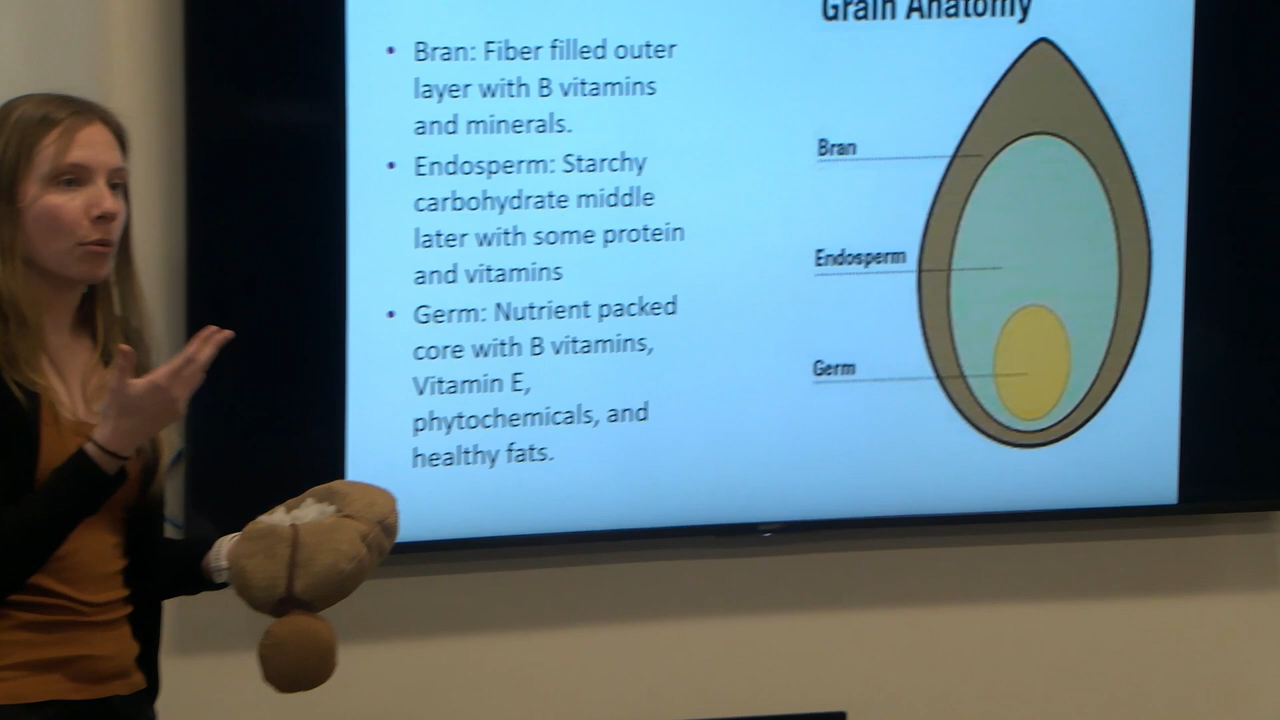 Grain Anatomy
• Bran: Fiber filled outer
layer with B vitamins
and minerals.
• Endosperm: Starchy
carbohydrate middle
later with some protein
and vitamins
• Germ: Nutrient packed
core with B vitamins,
Vitamin E,
phytochemicals, and
healthy fats.
Bran
Endosperm
Germ